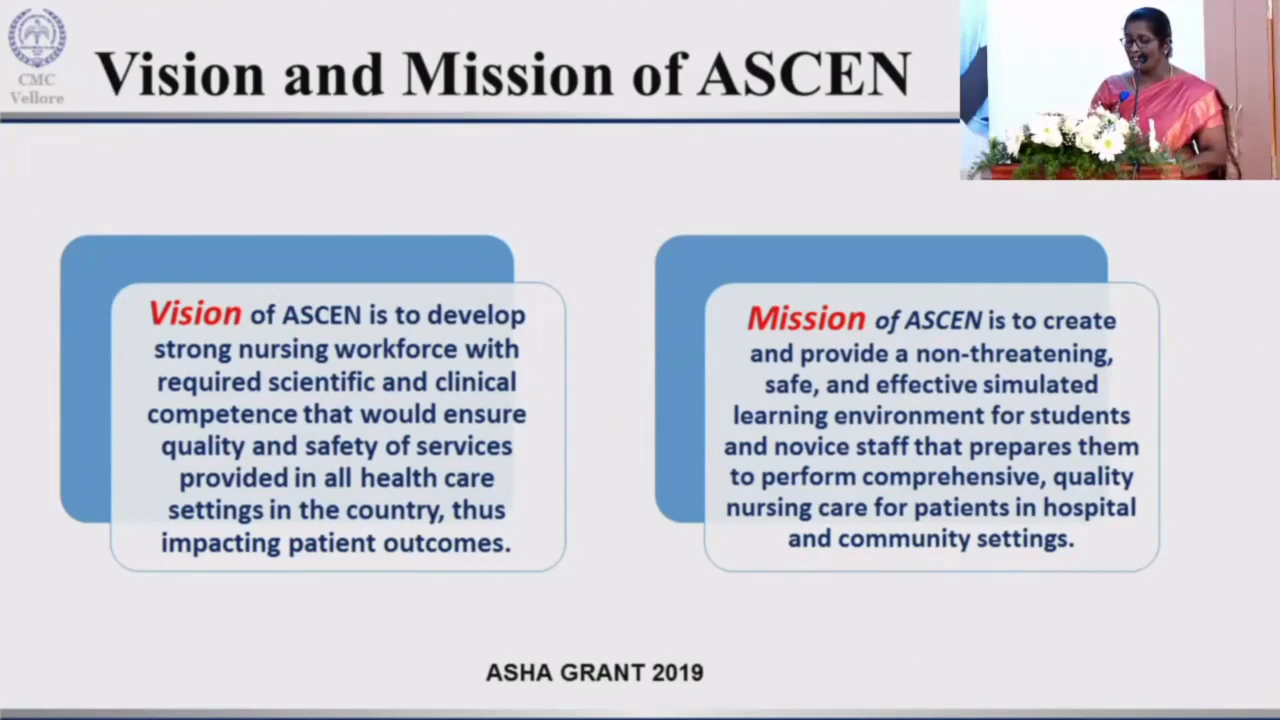 CMC
Vellore
Vision and Mission of ASCEN
Vision of ASCEN is to develop
strong nursing workforce with
required scientific and clinical
competence that would ensure
quality and safety of services
provided in all health care
settings in the country, thus
impacting patient outcomes.
Mission of ASCEN is to create
and provide a non-threatening,
safe, and effective simulated
learning environment for students
and novice staff that prepares them
to perform comprehensive, quality
nursing care for patients in hospital
and community settings.
ASHA GRANT 2019